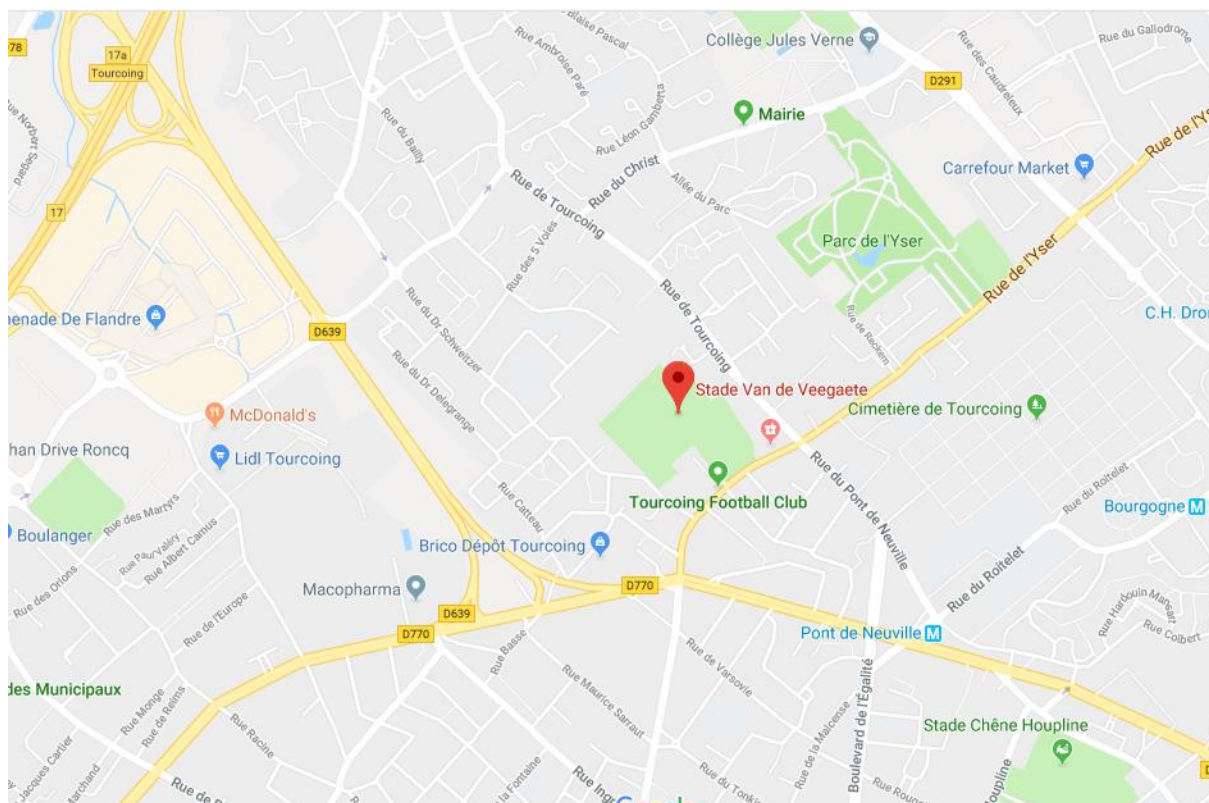 78
17a
Tourcoing
Rue Norbert Segard
17
Rue Ambroise Paré
Blaise Pascal
Collège Jules Verne
Rue des Caudreleux
Rue du Gallodrome
D291
Rue du Bailly
Rue Léon Gamberta
Mairie
Rue de l'Ys
Rue du Christ
Carrefour Market
Rue de Tourcoing
Allée du Parc
Parc de l'Yser
Rue de l'Yser
Rue des 5 Voies
Rue de Tourcoing
Rue de Reckem
C.H. Dron
enade De Flandre
D639
Rue du Dr Schweitzer
Rue du Dr Delegrange
Stade Van de Veegaete
McDonald's
Cimetière de Tourcoing
han Drive Roncq
Lidl Tourcoing
Rue du Pont de Neuville
Rue du Roitelet
Tourcoing Football Club
Bourgogne M
Rue des Martyrs
Rue Catteau
Boulanger
Rue Paul Valéry
Rue Albert Camus
Brico Dépôt Tourcoing
Rue du Roitelet
Rue des Orions
Macopharma
D770
Rue de l'Europe
D639
D770
Pont de Neuville M
Rue Hardouin Mansart
Rue Colbert
Rue Basse
Rue de Varsovie
des Municipaux
Rue Monge
Rue de Reims
Rue Maurice Sarraut
Boulevard de l'Égalité
Rue Racine
Rue de la Malcense
Stade Chêne Houpline
Jacques Cartier
Marchand
la Fontaine
Rue du Tonkin
Rue Roug
Houpline
Rue de
Rue Ing
Google